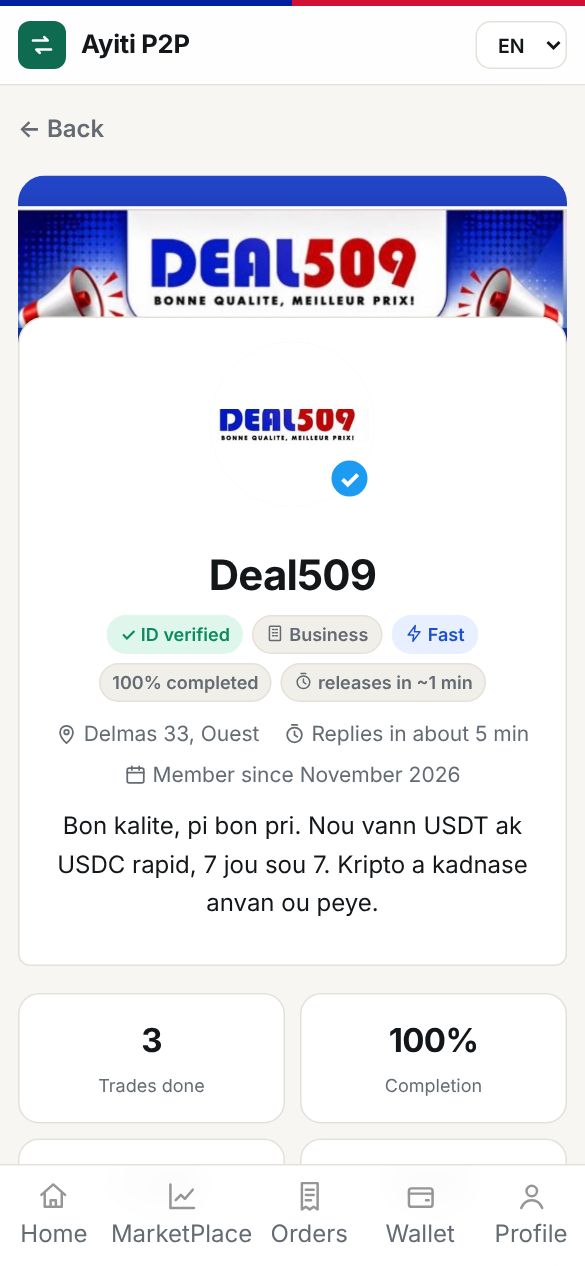 Ayiti P2P
EN
← Back
DEAL509
BONNE QUALITE, MEILLEUR PRIX!
DEAL509
BONNE QUALITE, MEILLEUR PRIX!
Deal509
ID verified
Business
Fast
100% completed
releases in ~1 min
Delmas 33, Ouest
Replies in about 5 min
Member since November 2026
Bon kalite, pi bon pri. Nou vann USDT ak
USDC rapid, 7 jou sou 7. Kripto a kadnase
anvan ou peye.
3
Trades done
100%
Completion
Home
MarketPlace
Orders
Wallet
Profile